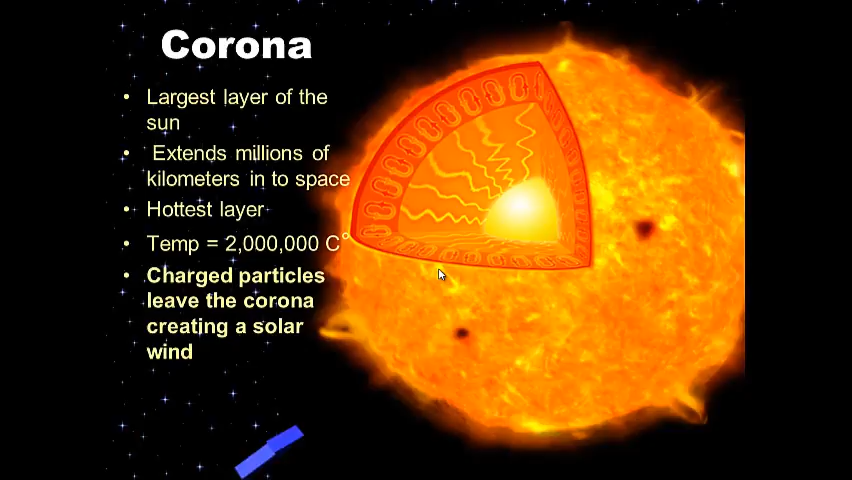 Corona
• Largest layer of the
sun
• Extends millions of
kilometers in to space
• Hottest layer
• Temp = 2,000,000 C°
• Charged particles
leave the corona
creating a solar
wind